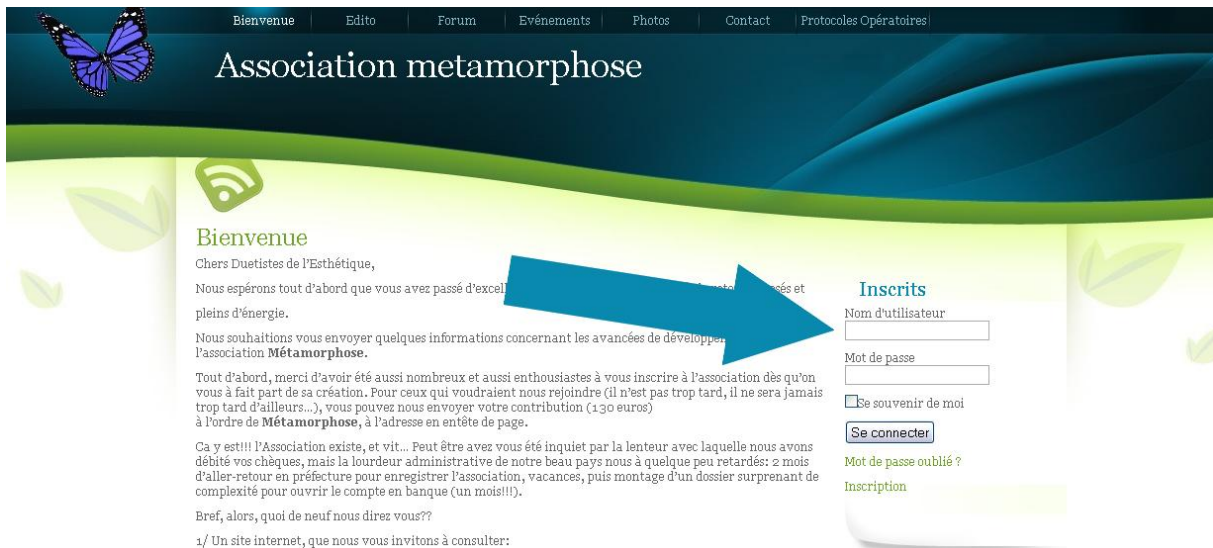 Bienvenue Edito Forum Evénements Photos Contact Protocoles Opératoires
Association metamorphose
Bienvenue
Chers Duetistes de l'Esthétique,
Nous espérons tout d'abord que vous avez passé et
pleins d'énergie.
Nous souhaitions vous envoyer quelques informations concernant les avancées de
l'association Métamorphose.
Tout d'abord, merci d'avoir été aussi nombreux et aussi enthousiastes à vous inscrire à l'association dès qu'on
vous à fait part de sa création. Pour ceux qui voudraient nous rejoindre (il n'est pas trop tard, il ne sera jamais
trop tard d'ailleurs...), vous pouvez nous envoyer votre contribution (130 euros)
à l'ordre de Métamorphose, à l'adresse en entête de page.
Ca y est!!! l'Association existe, et vit... Peut être avez vous été inquiet par la lenteur avec laquelle nous avons
débité vos chèques, mais la lourdeur administrative de notre beau pays nous à quelque peu retardés: 2 mois
d'aller-retour en préfecture pour enregistrer l'association, vacances, puis montage d'un dossier surprenant de
complexité pour ouvrir le compte en banque (un mois!!!).
Bref, alors, quoi de neuf nous direz vous??
1/ Un site internet, que nous vous invitons à consulter:
Inscrits
Nom d'utilisateur
Mot de passe
Se souvenir de moi
Se connecter
Mot de passe oublié ?
Inscription